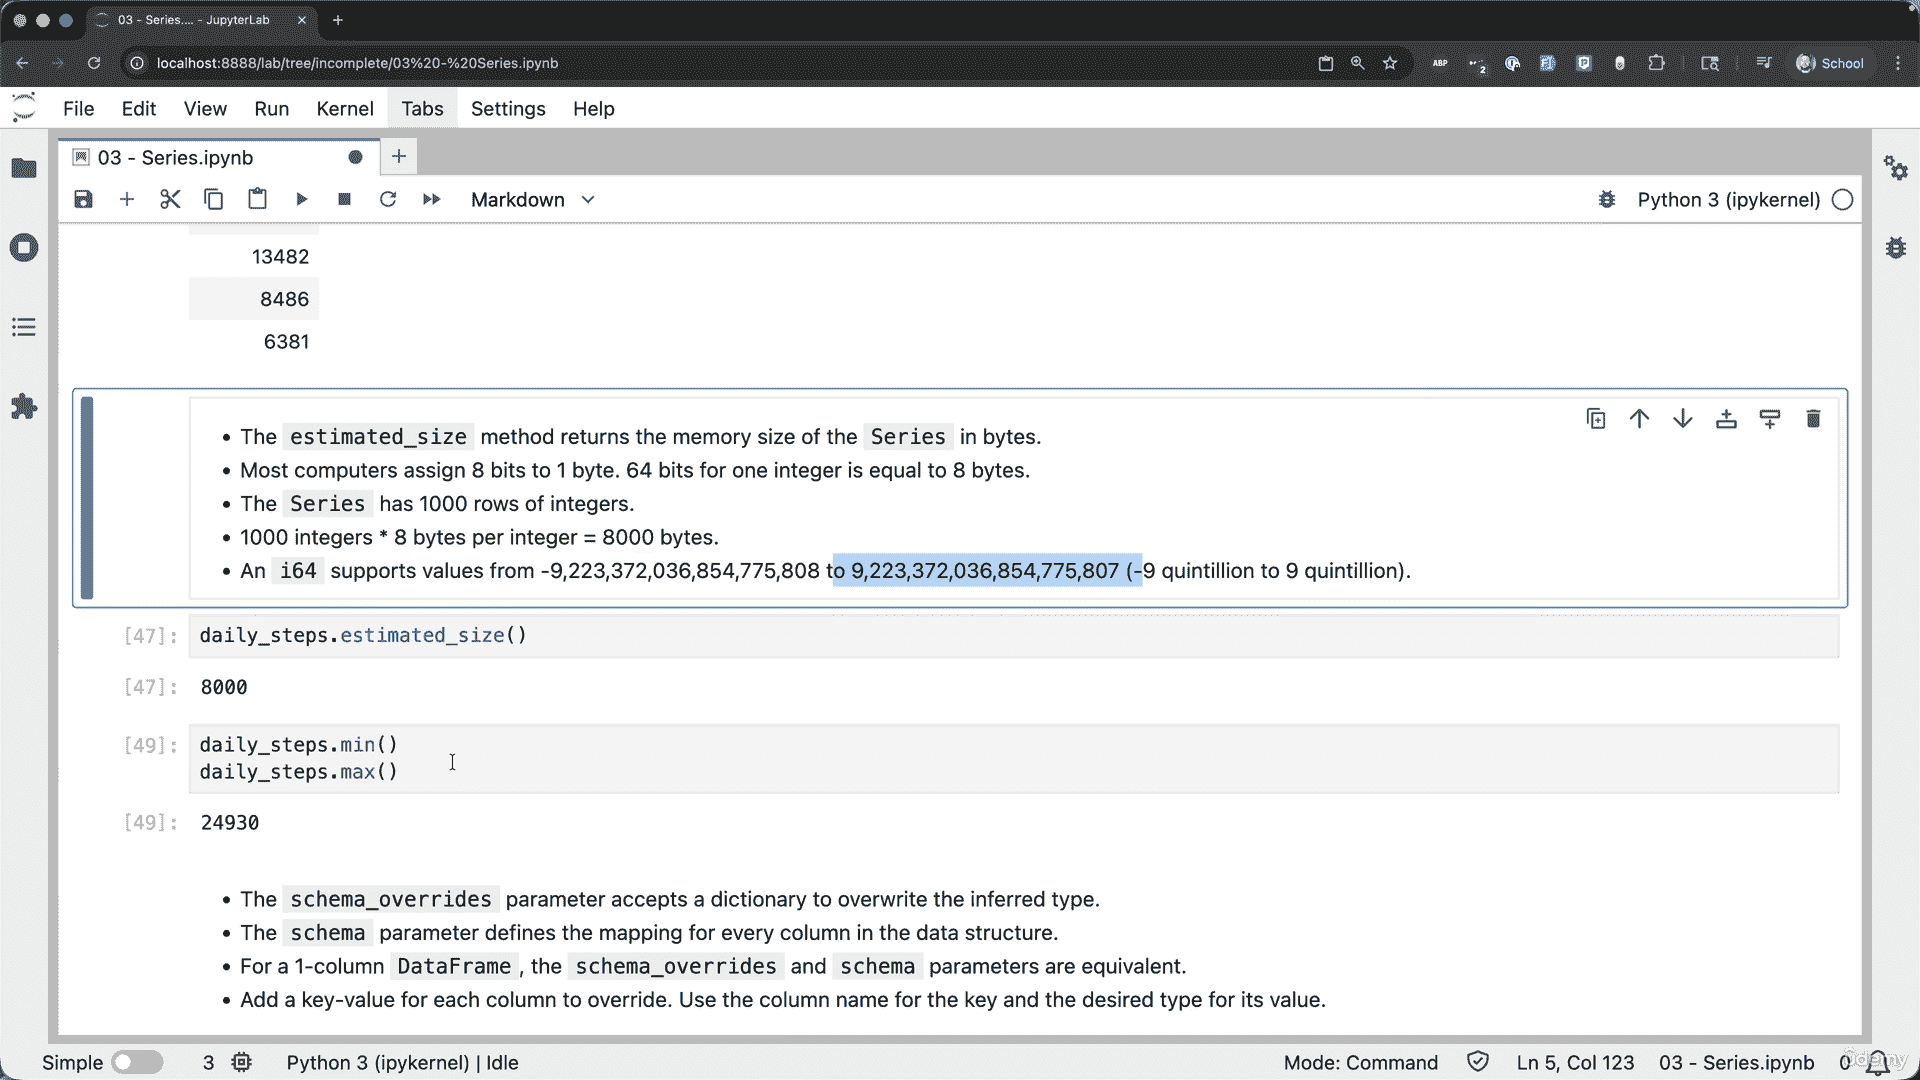 03 - Series.... - JupyterLab
localhost:8888/lab/tree/incomplete/03%20-%20Series.ipynb
ABP
2
School
File Edit View Run Kernel Tabs Settings Help
03 - Series.ipynb
Markdown
Python 3 (ipykernel)
13482
8486
6381
• The estimated_size method returns the memory size of the Series in bytes.
• Most computers assign 8 bits to 1 byte. 64 bits for one integer is equal to 8 bytes.
• The Series has 1000 rows of integers.
• 1000 integers * 8 bytes per integer = 8000 bytes.
• An i64 supports values from -9,223,372,036,854,775,808 to 9,223,372,036,854,775,807 (-9 quintillion to 9 quintillion).
[47]: daily_steps.estimated_size()
[47]: 8000
[49]: daily_steps.min()
daily_steps.max()
[49]: 24930
• The schema_overrides parameter accepts a dictionary to overwrite the inferred type.
• The schema parameter defines the mapping for every column in the data structure.
• For a 1-column DataFrame, the schema_overrides and schema parameters are equivalent.
• Add a key-value for each column to override. Use the column name for the key and the desired type for its value.
Simple 3 Python 3 (ipykernel) | Idle Mode: Command Ln 5, Col 123 03 - Series.ipynb 0
Udemy